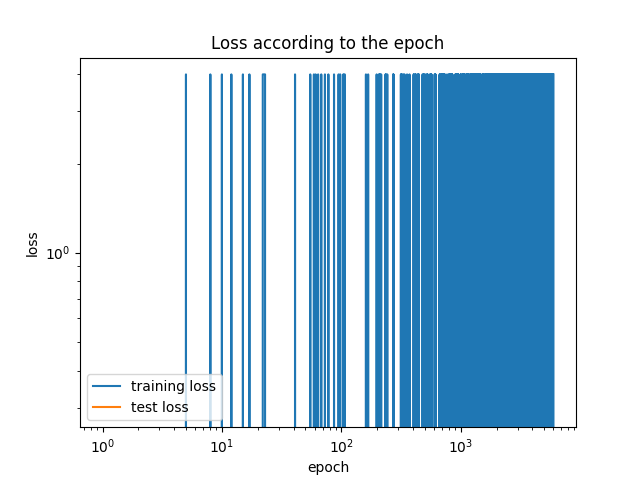 Loss according to the epoch
loss
10⁰
training loss
test loss
10⁰ 10¹ 10² 10³
epoch